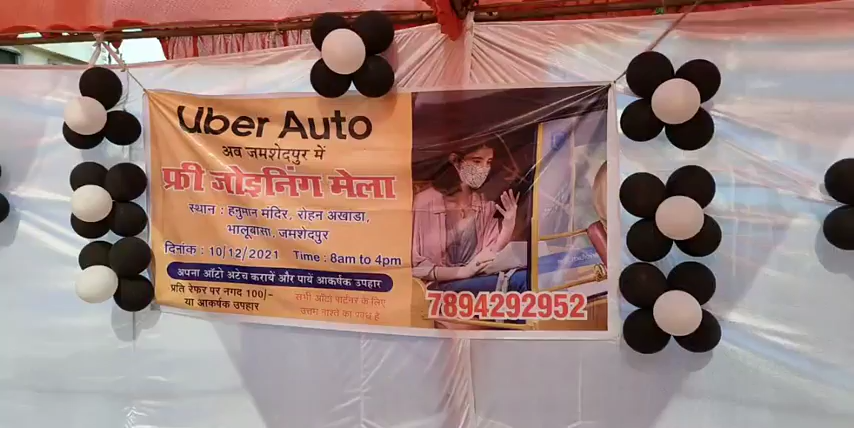 Uber Auto
अब जमशेदपुर में
फ्री जोइनिंग मेला
स्थान : हनुमान मंदिर, रोहन अखाडा,
भालूबासा, जमशेदपुर
दिनांक : 10/12/2021 Time : 8am to 4pm
अपना ऑटो अटेच करायें और पायें आकर्षक उपहार
प्रति रेफर पर नगद 100/-
या आकर्षक उपहार
सभी ऑटो पार्टनर के लिए
उत्तम नास्ते का प्रबंध है
7894292952